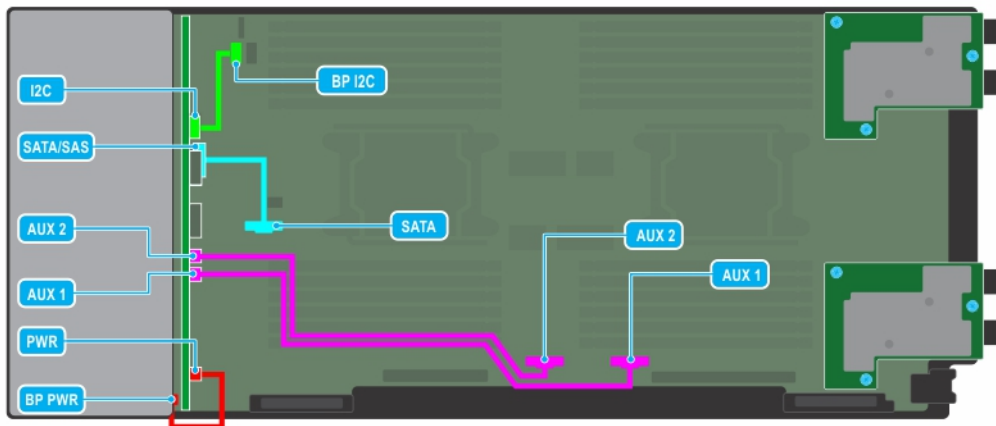 I2C
BP I2C
SATA/SAS
AUX 2
SATA
AUX 2
AUX 1
AUX 1
PWR
BP PWR